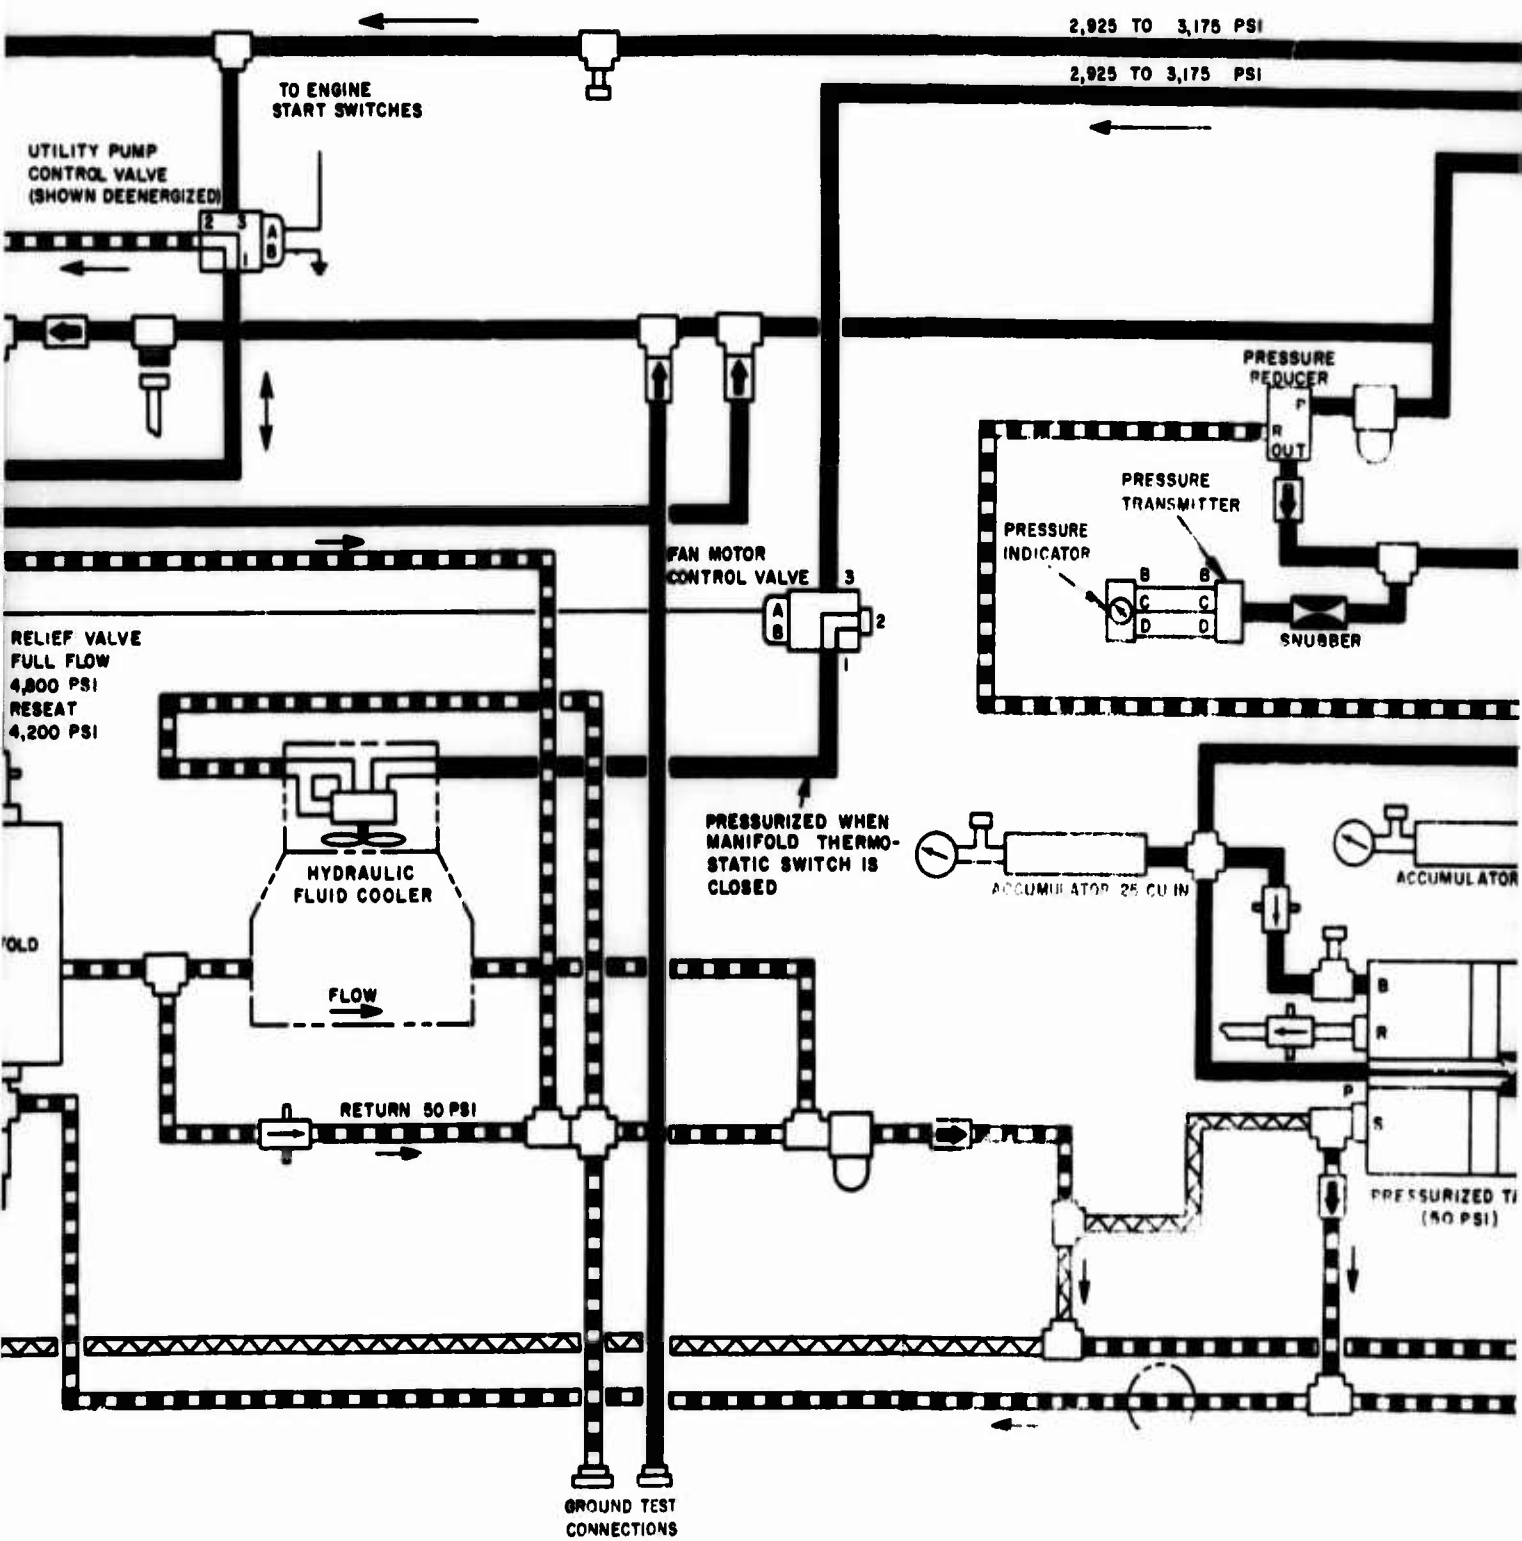 2,925 TO 3,175 PSI
2,925 TO 3,175 PSI
TO ENGINE
START SWITCHES
UTILITY PUMP
CONTROL VALVE
(SHOWN DEENERGIZED)
2 3
A
B
1
PRESSURE
REDUCER
P
R
OUT
PRESSURE
TRANSMITTER
PRESSURE
INDICATOR
B B
C C
D D
SNUBBER
FAN MOTOR
CONTROL VALVE 3
A
B
2
1
RELIEF VALVE
FULL FLOW
4,800 PSI
RESEAT
4,200 PSI
PRESSURIZED WHEN
MANIFOLD THERMO-
STATIC SWITCH IS
CLOSED
HYDRAULIC
FLUID COOLER
ACCUMULATOR 25 CU IN
ACCUMULATOR
FOLD
FLOW
B
R
P
S
RETURN 50 PSI
PRESSURIZED TA
(50 PSI)
GROUND TEST
CONNECTIONS